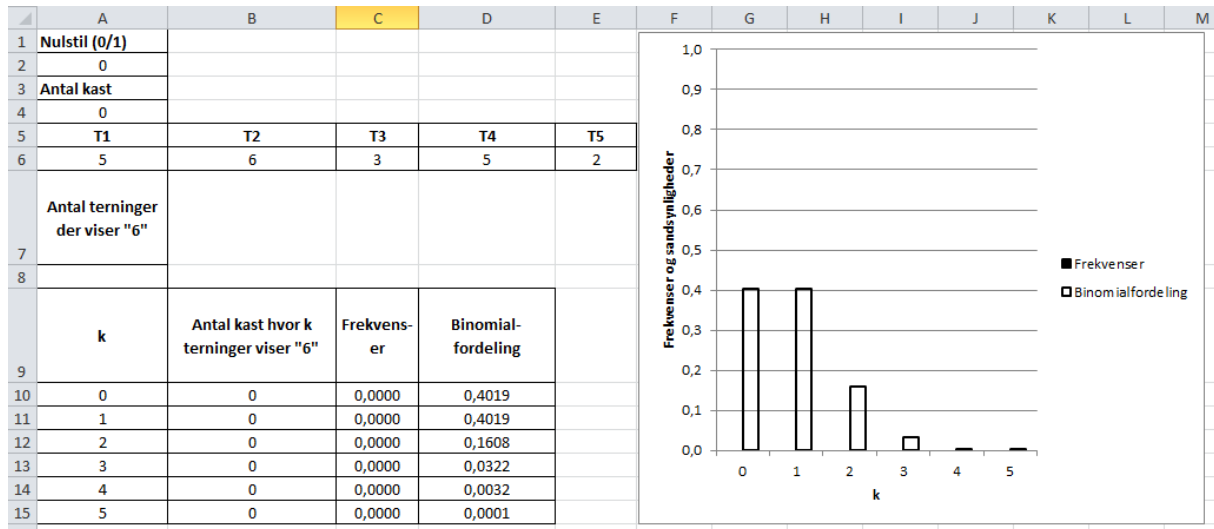 A B C D E F G H I J K L M
1 Nulstil (0/1)
2 0
3 Antal kast
4 0
5 T1 T2 T3 T4 T5
6 5 6 3 5 2
Antal terninger
der viser "6"
7
8
k
Antal kast hvor k
terninger viser "6"
Frekvens-
er
Binomial-
fordeling
9
10 0 0 0,0000 0,4019
11 1 0 0,0000 0,4019
12 2 0 0,0000 0,1608
13 3 0 0,0000 0,0322
14 4 0 0,0000 0,0032
15 5 0 0,0000 0,0001
Frekvenser og sandsynligheder
1,0
0,9
0,8
0,7
0,6
0,5
0,4
0,3
0,2
0,1
0,0
0 1 2 3 4 5
k
Frekvenser
Binomialfordeling